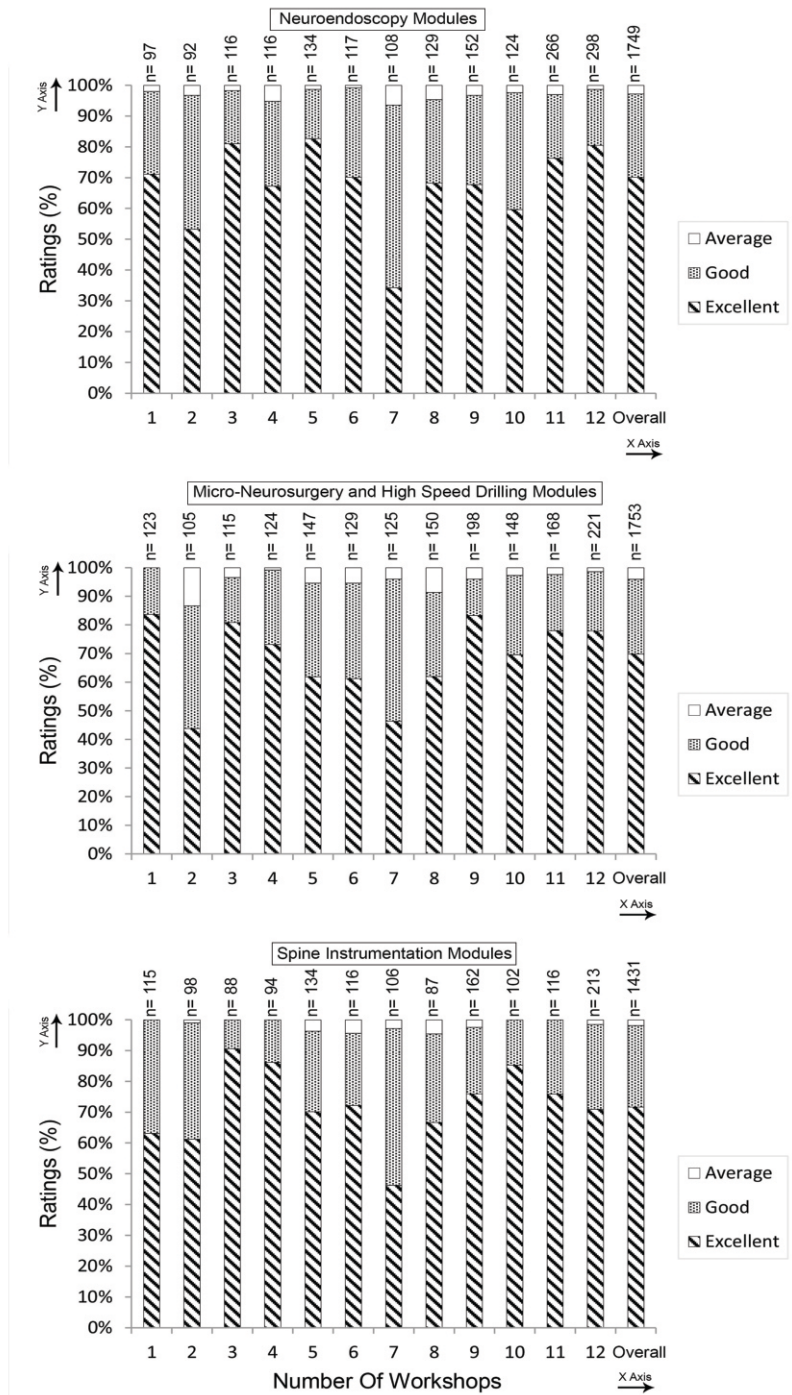 Neuroendoscopy Modules
n= 97 n= 92 n= 116 n= 116 n= 134 n= 117 n= 108 n= 129 n= 152 n= 124 n= 266 n= 298 n= 1749
Y Axis
Ratings (%)
100%
90%
80%
70%
60%
50%
40%
30%
20%
10%
0%
Average
Good
Excellent
1 2 3 4 5 6 7 8 9 10 11 12 Overall
X Axis
Micro-Neurosurgery and High Speed Drilling Modules
n= 123 n= 105 n= 115 n= 124 n= 147 n= 129 n= 125 n= 150 n= 198 n= 148 n= 168 n= 221 n= 1753
Y Axis
Ratings (%)
100%
90%
80%
70%
60%
50%
40%
30%
20%
10%
0%
Average
Good
Excellent
1 2 3 4 5 6 7 8 9 10 11 12 Overall
X Axis
Spine Instrumentation Modules
n= 115 n= 98 n= 88 n= 94 n= 134 n= 116 n= 106 n= 87 n= 162 n= 102 n= 116 n= 213 n= 1431
Y Axis
Ratings (%)
100%
90%
80%
70%
60%
50%
40%
30%
20%
10%
0%
Average
Good
Excellent
1 2 3 4 5 6 7 8 9 10 11 12 Overall
Number Of Workshops
X Axis